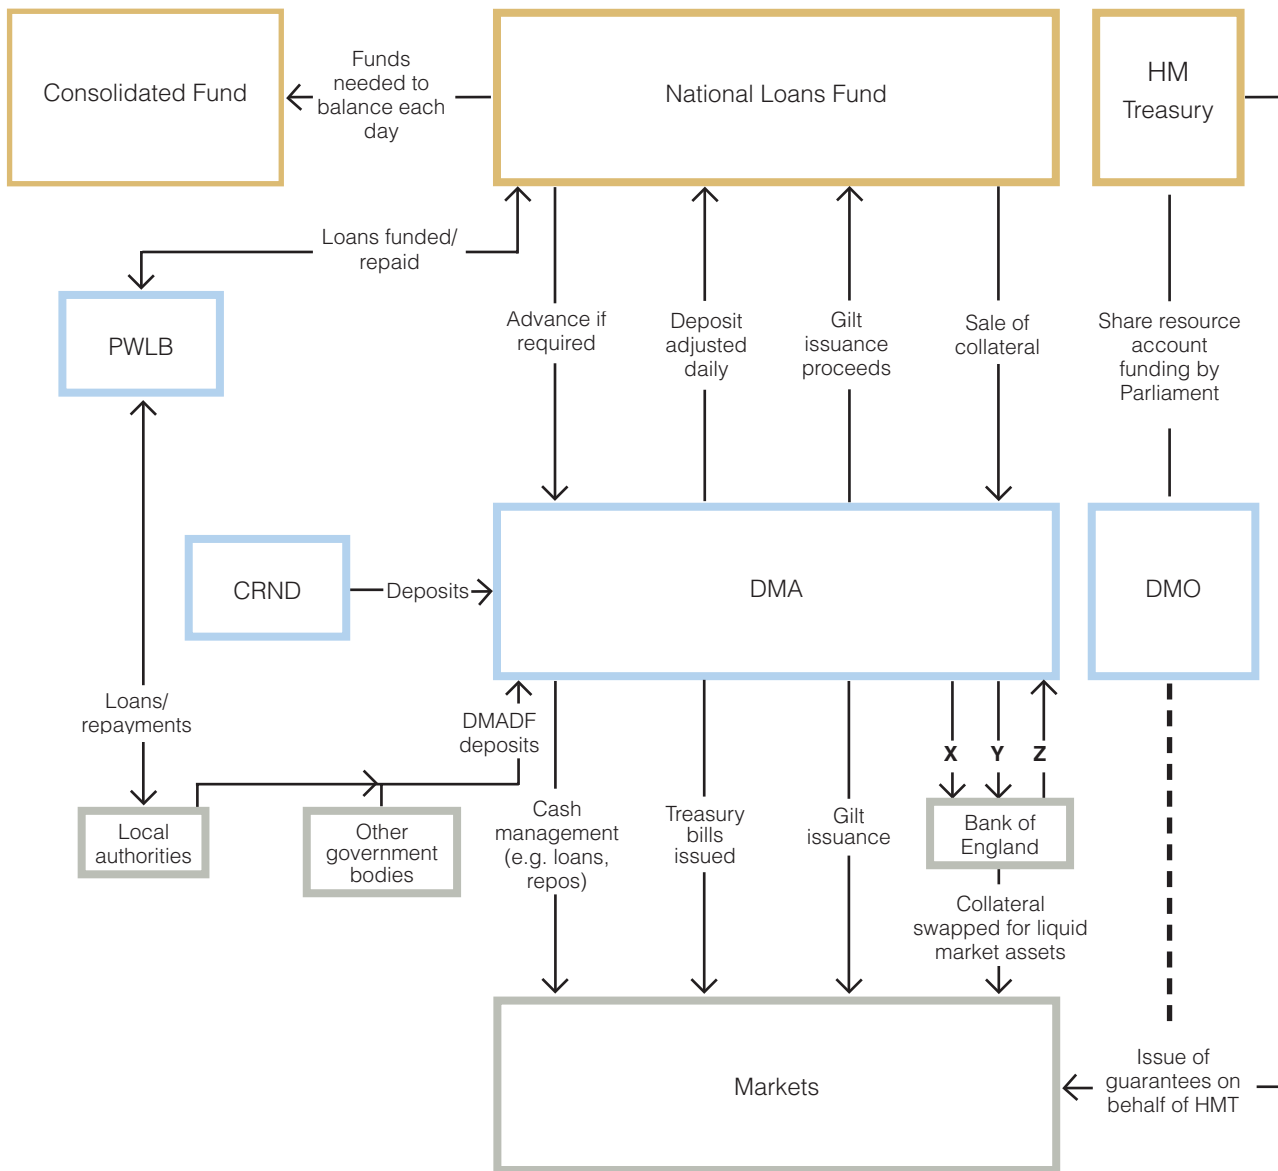 Consolidated Fund
Funds
needed to
balance each
day
National Loans Fund
HM
Treasury
Loans funded/
repaid
PWLB
Advance if
required
Deposit
adjusted
daily
Gilt
issuance
proceeds
Sale of
collateral
Share resource
account
funding by
Parliament
CRND
Deposits
DMA
DMO
Loans/
repayments
DMADF
deposits
X
Y
Z
Local
authorities
Other
government
bodies
Cash
management
(e.g. loans,
repos)
Treasury
bills
issued
Gilt
issuance
Bank of
England
Collateral
swapped for liquid
market assets
Markets
Issue of
guarantees on
behalf of HMT